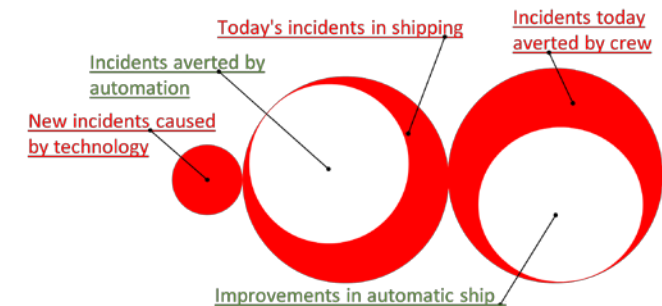 Today's incidents in shipping
Incidents today
averted by crew
Incidents averted by
automation
New incidents caused
by technology
Improvements in automatic ship